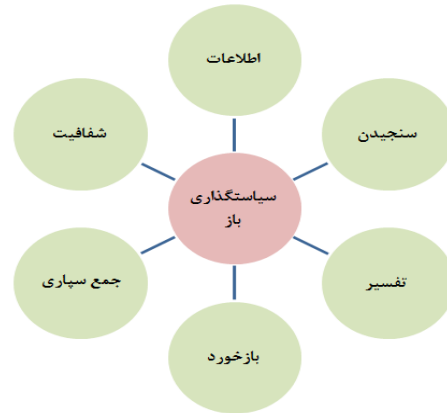 اطلاعات
سنجیدن
شفافیت
سیاستگذاری
باز
تفسیر
جمع سپاری
بازخورد